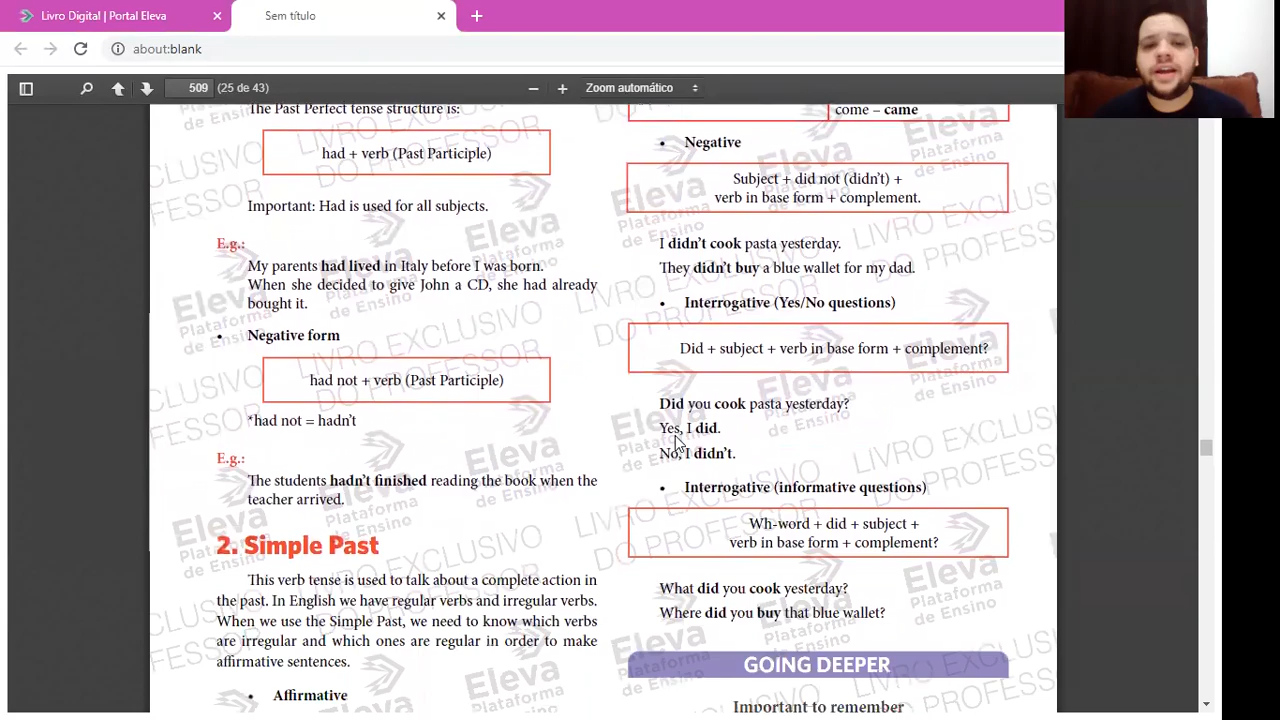 Livro Digital | Portal Eleva
Sem título
about:blank
509 (25 de 43)
Zoom automático
The Past Perfect tense structure is:
had + verb (Past Participle)
Important: Had is used for all subjects.
E.g.:
My parents had lived in Italy before I was born.
When she decided to give John a CD, she had already
bought it.
• Negative form
had not + verb (Past Participle)
*had not = hadn’t
E.g.:
The students hadn’t finished reading the book when the
teacher arrived.
2. Simple Past
This verb tense is used to talk about a complete action in
the past. In English we have regular verbs and irregular verbs.
When we use the Simple Past, we need to know which verbs
are irregular and which ones are regular in order to make
affirmative sentences.
• Affirmative
come – came
• Negative
Subject + did not (didn’t) +
verb in base form + complement.
I didn’t cook pasta yesterday.
They didn’t buy a blue wallet for my dad.
• Interrogative (Yes/No questions)
Did + subject + verb in base form + complement?
Did you cook pasta yesterday?
Yes, I did.
No, I didn’t.
• Interrogative (informative questions)
Wh-word + did + subject +
verb in base form + complement?
What did you cook yesterday?
Where did you buy that blue wallet?
GOING DEEPER
Important to remember
Eleva
Plataforma
de Ensino
LIVRO EXCLUSIVO
DO PROFESSOR